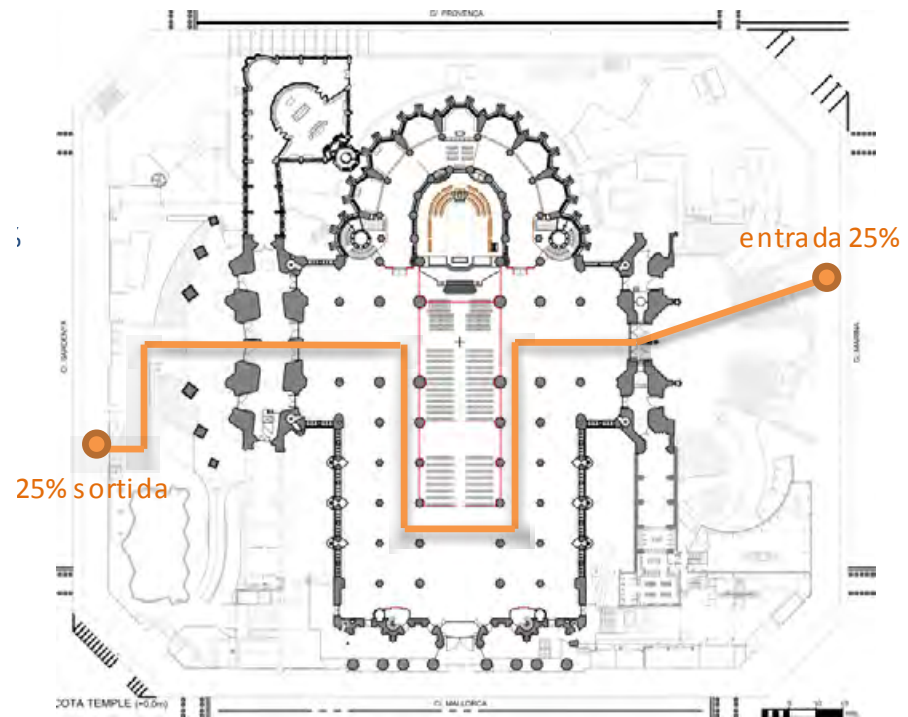 C/ PROVENÇA
entrada 25%
C/ SARDENYA
C/ MARINA
25% sortida
COTA TEMPLE (+0,0m)
C/ MALLORCA